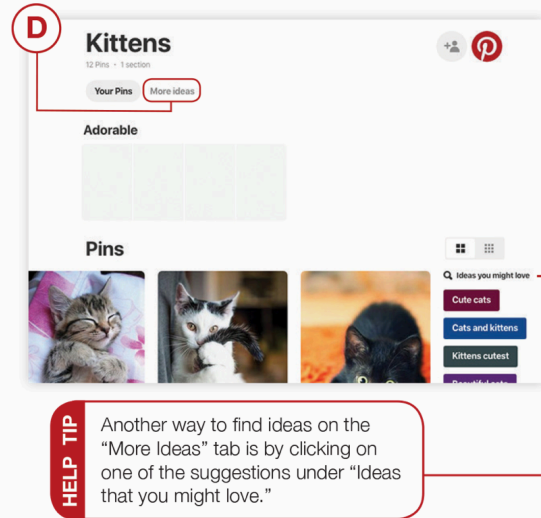 D
Kittens
12 Pins • 1 section
Your Pins More ideas
Adorable
Pins
Ideas you might love
Cute cats
Cats and kittens
Kittens cutest
Beautiful cats
HELP TIP
Another way to find ideas on the
“More Ideas” tab is by clicking on
one of the suggestions under “Ideas
that you might love.”